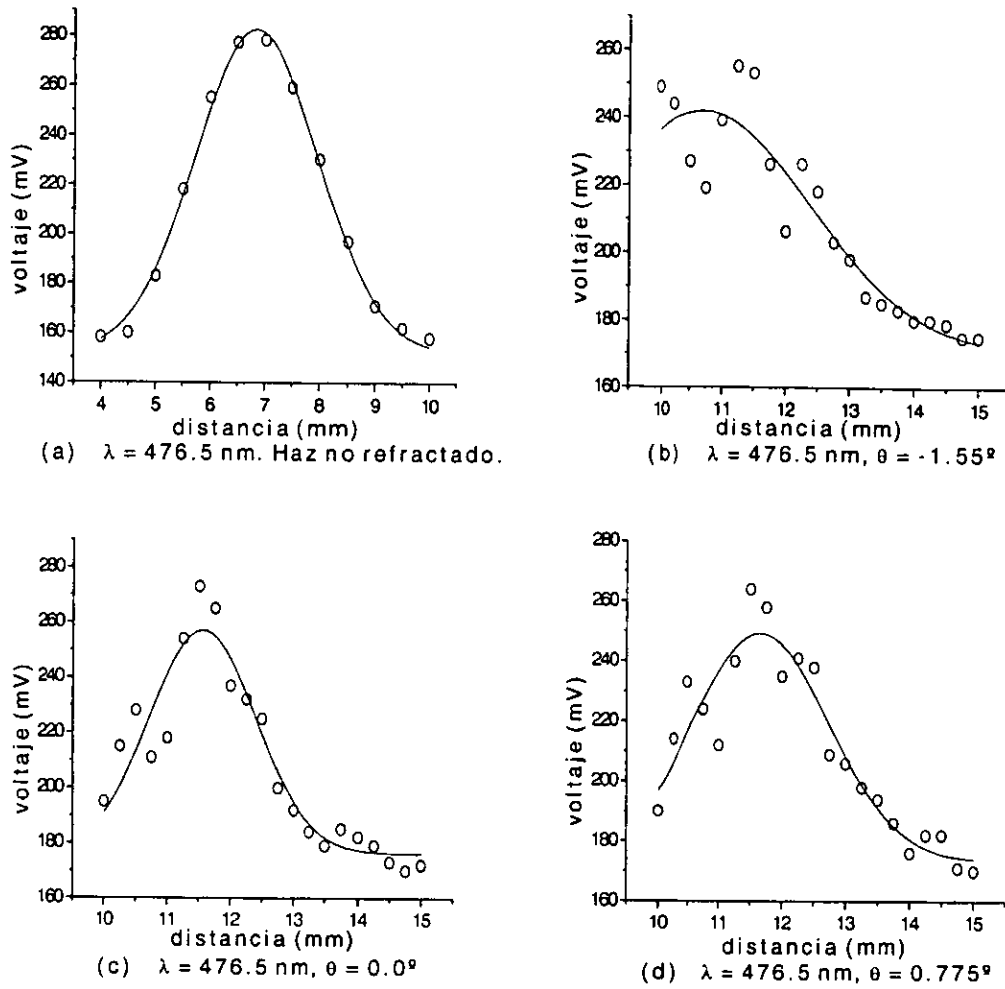 280
260
240
220
200
180
160
140
voltaje (mV)
4 5 6 7 8 9 10
distancia (mm)
(a) λ = 476.5 nm. Haz no refractado.
260
240
220
200
180
160
voltaje (mV)
10 11 12 13 14 15
distancia (mm)
(b) λ = 476.5 nm, θ = -1.55º
280
260
240
220
200
180
160
voltaje (mV)
10 11 12 13 14 15
distancia (mm)
(c) λ = 476.5 nm, θ = 0.0º
280
260
240
220
200
180
160
voltaje (mV)
10 11 12 13 14 15
distancia (mm)
(d) λ = 476.5 nm, θ = 0.775º